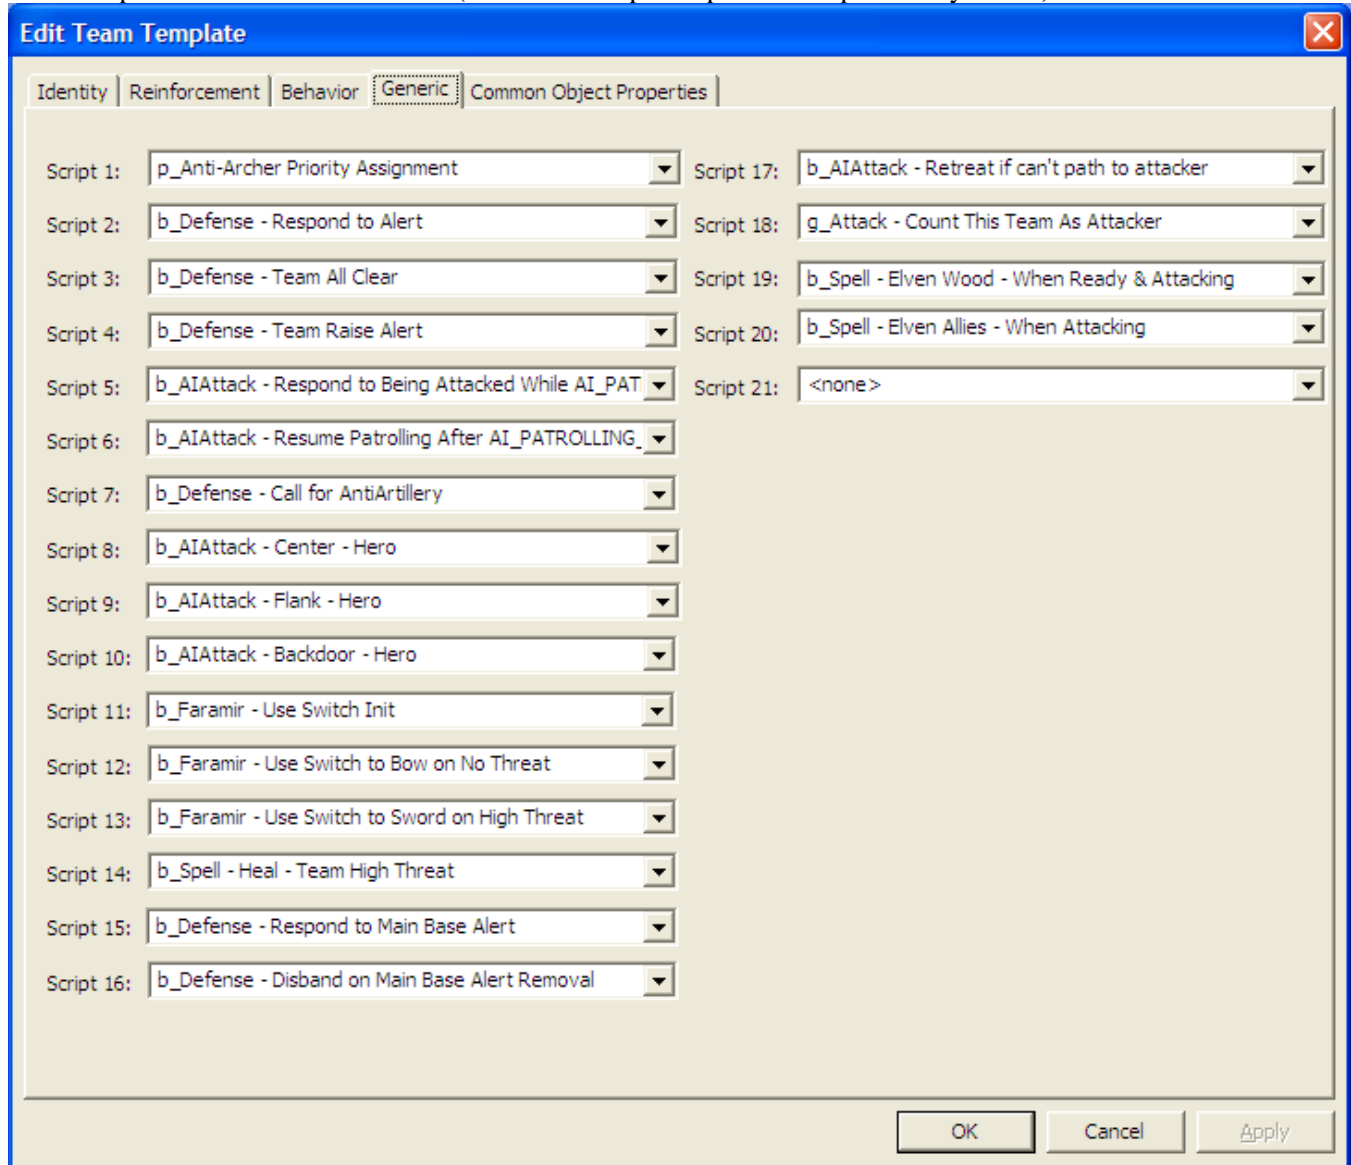 Edit Team Template
Identity Reinforcement Behavior Generic Common Object Properties
Script 1: p_Anti-Archer Priority Assignment
Script 2: b_Defense - Respond to Alert
Script 3: b_Defense - Team All Clear
Script 4: b_Defense - Team Raise Alert
Script 5: b_AIAttack - Respond to Being Attacked While AI_PAT
Script 6: b_AIAttack - Resume Patrolling After AI_PATROLLING_
Script 7: b_Defense - Call for AntiArtillery
Script 8: b_AIAttack - Center - Hero
Script 9: b_AIAttack - Flank - Hero
Script 10: b_AIAttack - Backdoor - Hero
Script 11: b_Faramir - Use Switch Init
Script 12: b_Faramir - Use Switch to Bow on No Threat
Script 13: b_Faramir - Use Switch to Sword on High Threat
Script 14: b_Spell - Heal - Team High Threat
Script 15: b_Defense - Respond to Main Base Alert
Script 16: b_Defense - Disband on Main Base Alert Removal
Script 17: b_AIAttack - Retreat if can't path to attacker
Script 18: g_Attack - Count This Team As Attacker
Script 19: b_Spell - Elven Wood - When Ready & Attacking
Script 20: b_Spell - Elven Allies - When Attacking
Script 21: <none>
OK Cancel Apply